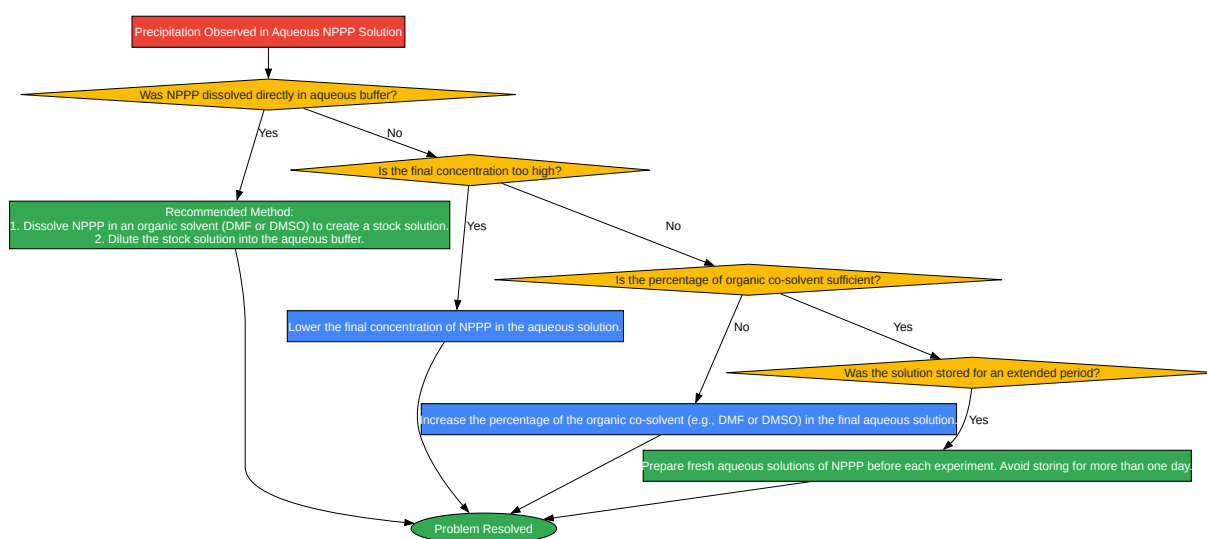 Precipitation Observed in Aqueous NPPP Solution
Was NPPP dissolved directly in aqueous buffer?
Yes
No
Is the final concentration too high?
Recommended Method:
1. Dissolve NPPP in an organic solvent (DMF or DMSO) to create a stock solution.
2. Dilute the stock solution into the aqueous buffer.
Yes
No
Is the percentage of organic co-solvent sufficient?
Lower the final concentration of NPPP in the aqueous solution.
No
Yes
Was the solution stored for an extended period?
Increase the percentage of the organic co-solvent (e.g., DMF or DMSO) in the final aqueous solution.
Yes
Prepare fresh aqueous solutions of NPPP before each experiment. Avoid storing for more than one day.
Problem Resolved